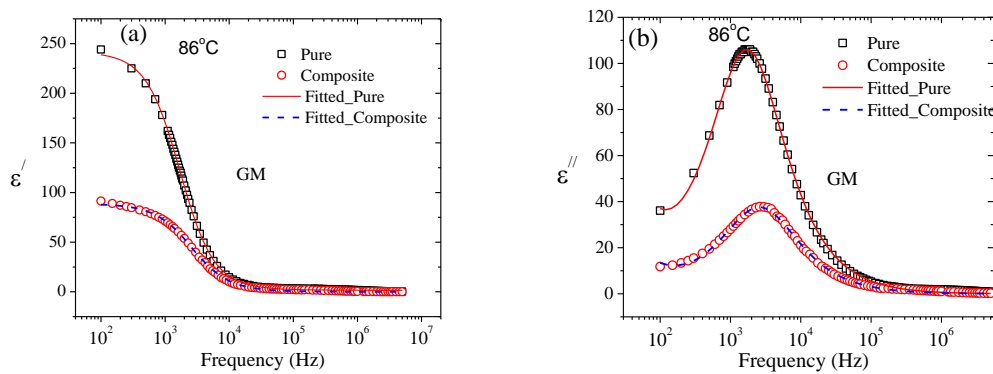 (a)
86°C
Pure
Composite
Fitted_Pure
Fitted_Composite
GM
ε′
250
200
150
100
50
0
10² 10³ 10⁴ 10⁵ 10⁶ 10⁷
Frequency (Hz)
(b)
86°C
Pure
Composite
Fitted_Pure
Fitted_Composite
GM
ε′′
120
100
80
60
40
20
0
10² 10³ 10⁴ 10⁵ 10⁶
Frequency (Hz)